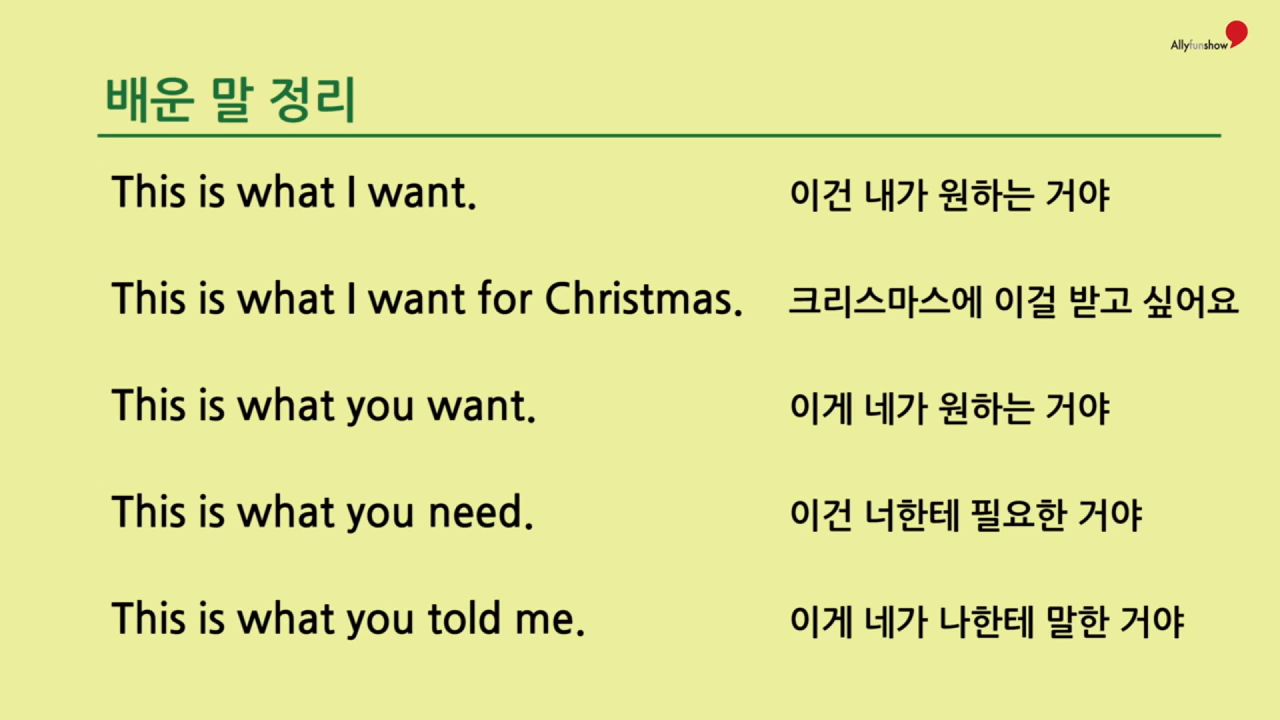 Allyfunshow
배운 말 정리
This is what I want. 이건 내가 원하는 거야
This is what I want for Christmas. 크리스마스에 이걸 받고 싶어요
This is what you want. 이게 네가 원하는 거야
This is what you need. 이건 너한테 필요한 거야
This is what you told me. 이게 네가 나한테 말한 거야